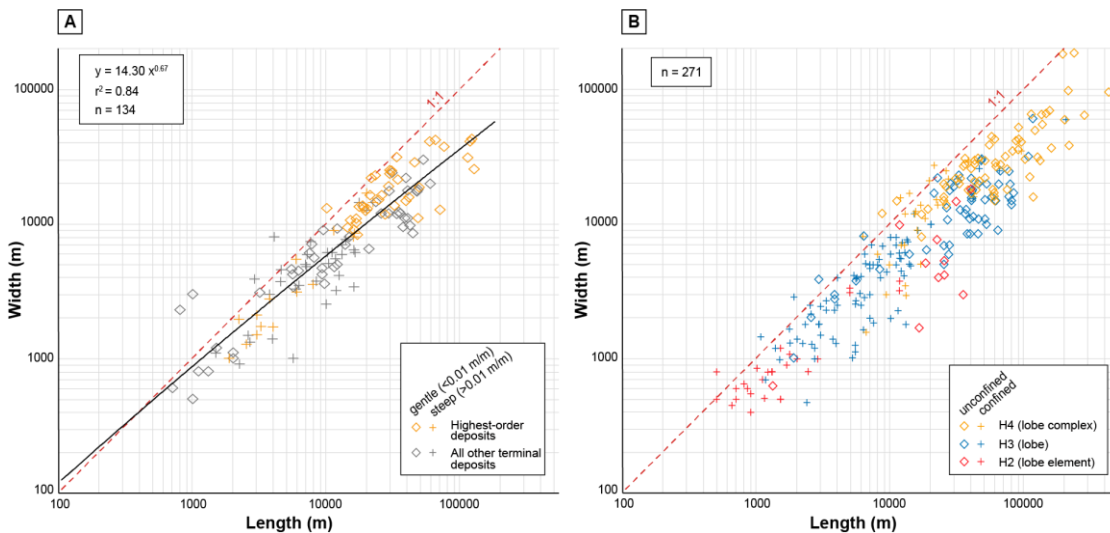 A
y = 14.30 x^0.67
r² = 0.84
n = 134
1:1
100000
10000
1000
100
Width (m)
100
1000
10000
100000
Length (m)
gentle (<0.01 m/m)
steep (>0.01 m/m)
Highest-order
deposits
All other terminal
deposits
B
n = 271
1:1
100000
10000
1000
100
Width (m)
100
1000
10000
100000
Length (m)
unconfined
confined
H4 (lobe complex)
H3 (lobe)
H2 (lobe element)